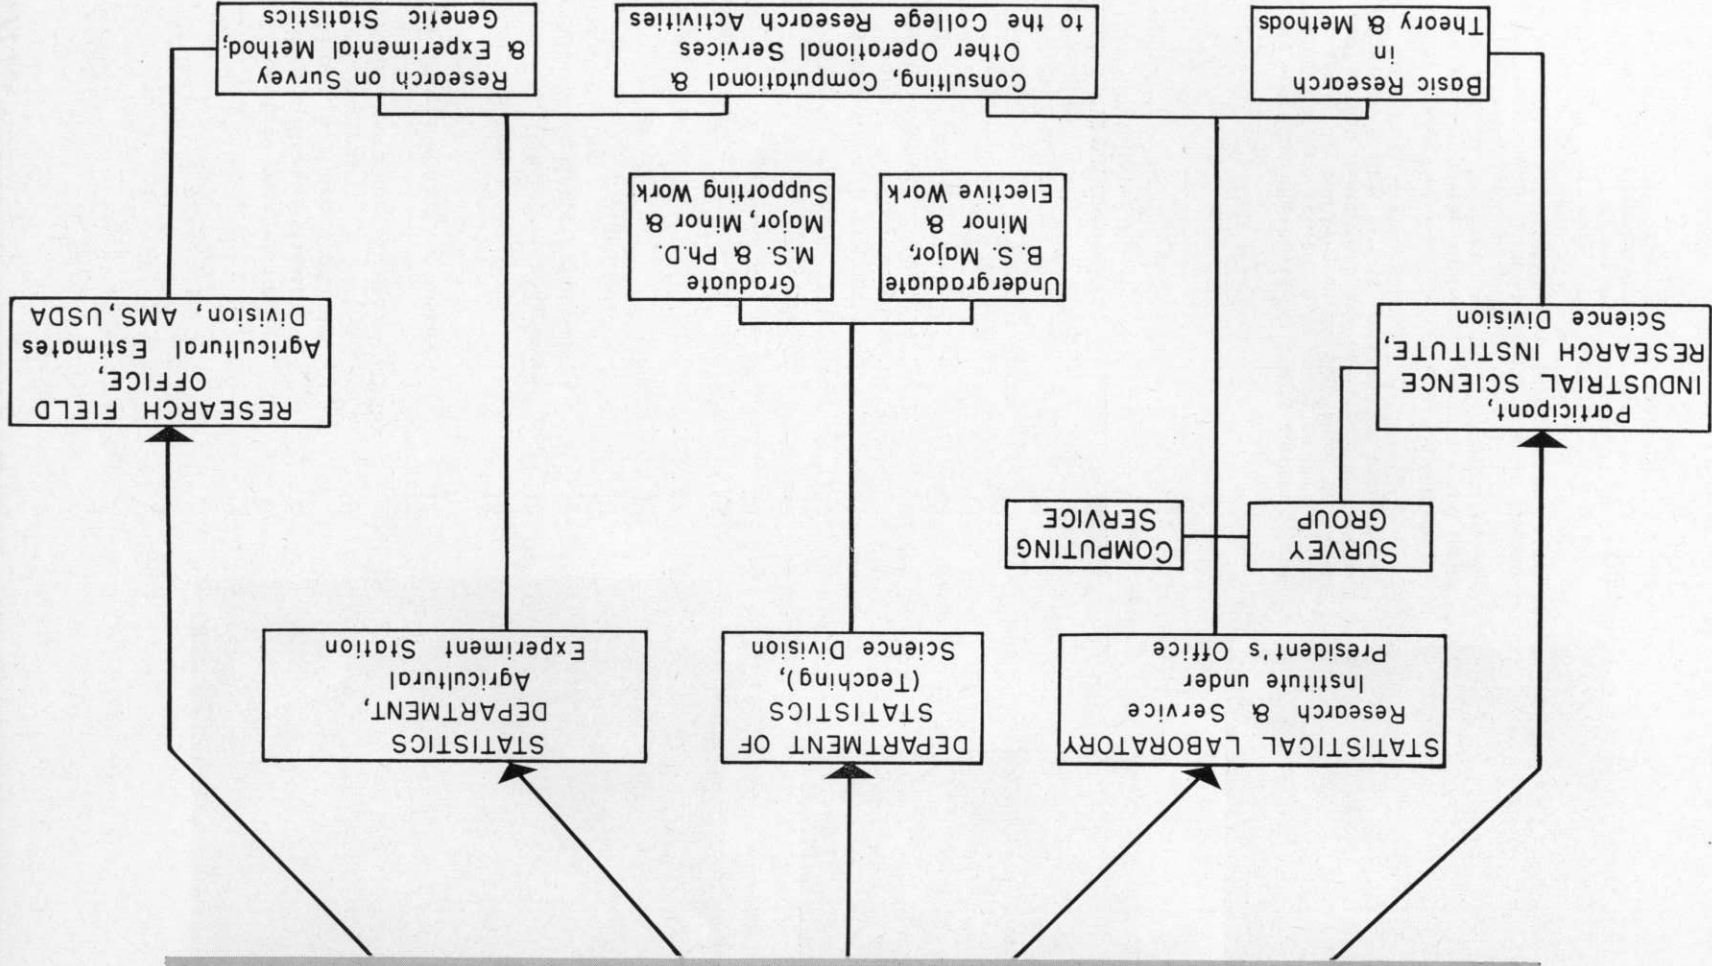 STATISTICAL LABORATORY
Research & Service
Institute under
President's Office
DEPARTMENT OF
STATISTICS
(Teaching),
Science Division
STATISTICS
DEPARTMENT,
Agricultural
Experiment Station
SURVEY
GROUP
COMPUTING
SERVICE
Participant,
INDUSTRIAL SCIENCE
RESEARCH INSTITUTE,
Science Division
RESEARCH FIELD
OFFICE,
Agricultural Estimates
Division, AMS, USDA
Undergraduate
B.S. Major,
Minor &
Elective Work
Graduate
M.S. & Ph.D.
Major, Minor &
Supporting Work
Basic Research
in
Theory & Methods
Consulting, Computational &
Other Operational Services
to the College Research Activities
Research on Survey
& Experimental Method;
Genetic Statistics